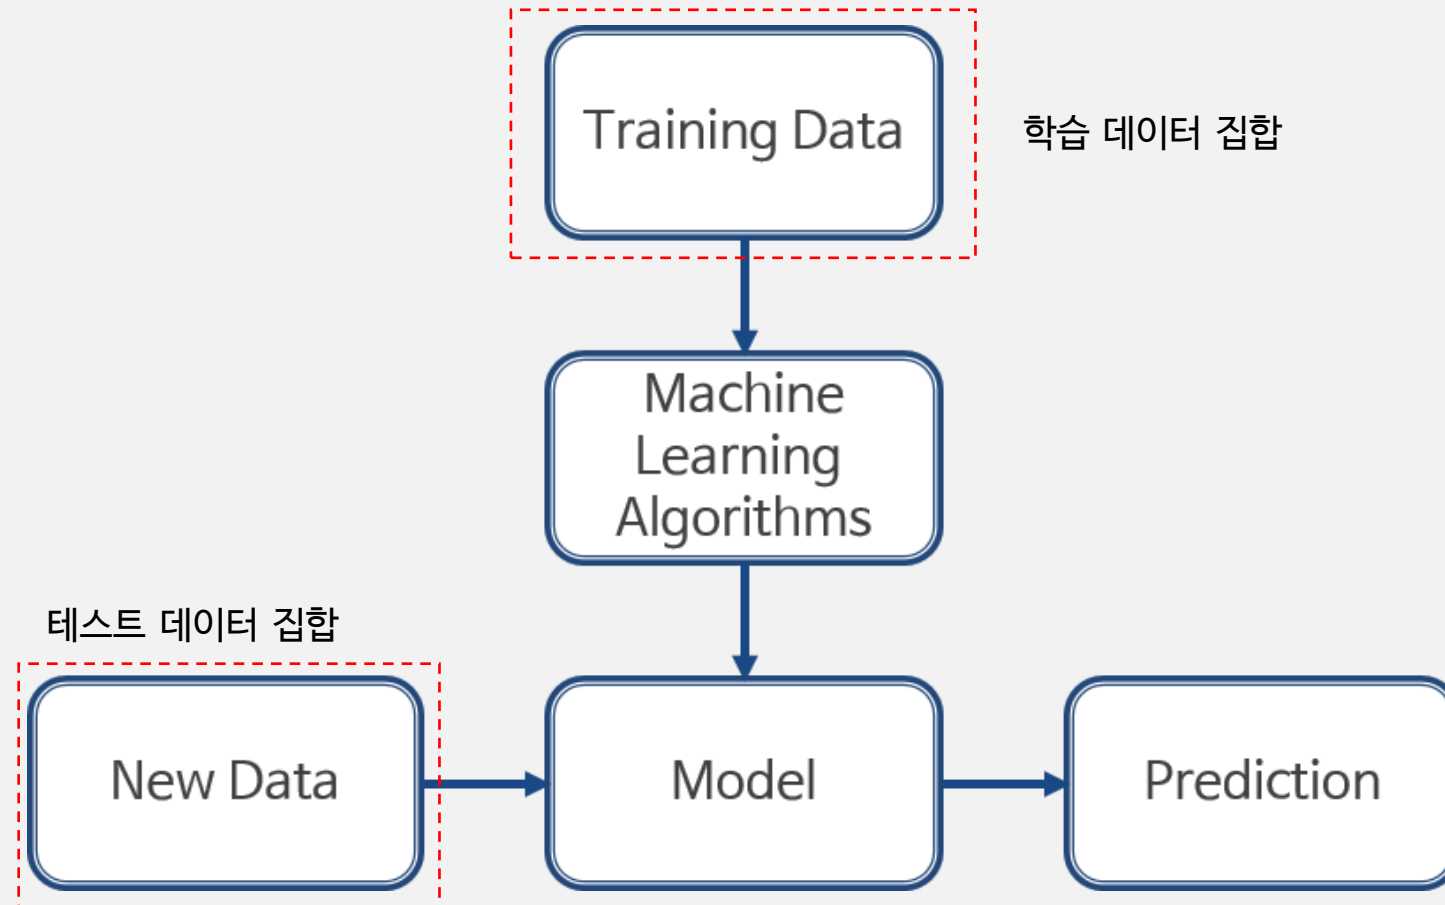 Training Data
학습 데이터 집합
Machine
Learning
Algorithms
테스트 데이터 집합
New Data
Model
Prediction